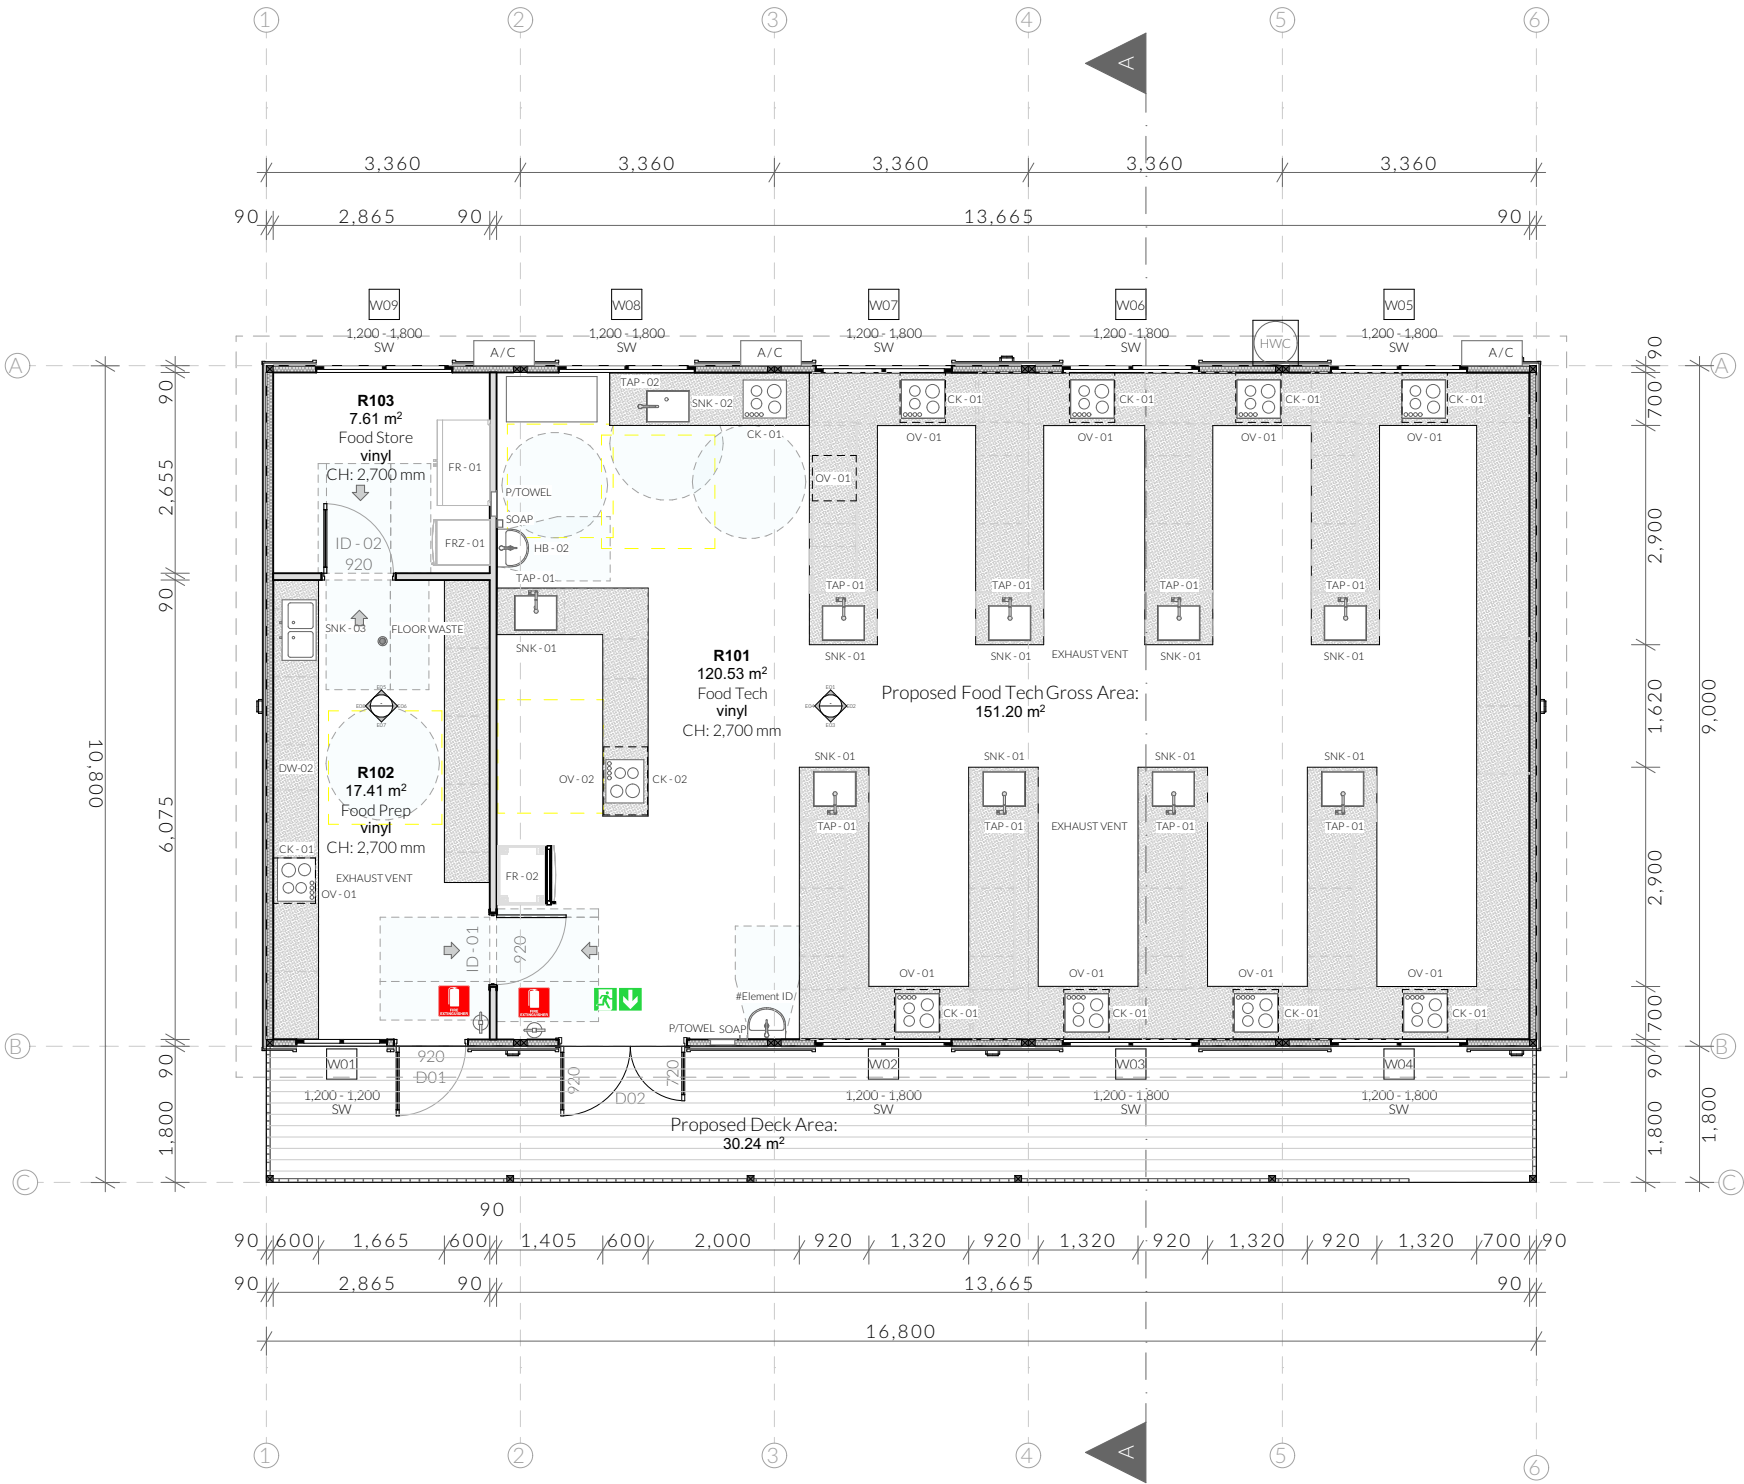 1 2 3 4 5 6
A
3,360 3,360 3,360 3,360 3,360
90 2,865 90 13,665 90
W09 W08 W07 W06 W05
1,200 - 1,800 1,200 - 1,800 1,200 - 1,800 1,200 - 1,800 1,200 - 1,800
SW SW SW SW SW
HWC
A/C A/C A/C
A A
90 90
700
2,655
2,900
90
6,075
10,800
1,620
9,000
2,900
700
90 90
1,800 1,800 1,800
R103
7.61 m²
Food Store
vinyl
CH: 2,700 mm
FR - 01
FRZ - 01
ID - 02
920
TAP - 02
SNK - 02
CK - 01
P/TOWEL
SOAP
HB - 02
TAP - 01
SNK - 01
CK - 01 CK - 01 CK - 01 CK - 01
OV - 01 OV - 01 OV - 01 OV - 01
OV - 01
TAP - 01 TAP - 01 TAP - 01 TAP - 01
SNK - 01 SNK - 01 SNK - 01 SNK - 01
EXHAUST VENT
SNK - 03
FLOOR WASTE
E05
E08 E06
E07
DW-02
R102
17.41 m²
Food Prep
vinyl
CH: 2,700 mm
CK - 01
EXHAUST VENT
OV - 01
R101
120.53 m²
Food Tech
vinyl
CH: 2,700 mm
E01
E04 E02
E03
Proposed Food Tech Gross Area:
151.20 m²
OV - 02 CK - 02
FR - 02
SNK - 01 SNK - 01 SNK - 01 SNK - 01
TAP - 01 TAP - 01 TAP - 01 TAP - 01
EXHAUST VENT
ID - 01
920
FIRE EXTINGUISHER FIRE EXTINGUISHER
#Element ID
P/TOWEL SOAP
OV - 01 OV - 01 OV - 01 OV - 01
CK - 01 CK - 01 CK - 01 CK - 01
B B
W01 920 W02 W03 W04
D01
920 720
D02
1,200 - 1,200 1,200 - 1,800 1,200 - 1,800 1,200 - 1,800
SW SW SW SW
Proposed Deck Area:
30.24 m²
C C
90
90 600 1,665 600 1,405 600 2,000 920 1,320 920 1,320 920 1,320 920 1,320 700 90
90 2,865 90 13,665 90
16,800
A
1 2 3 4 5 6